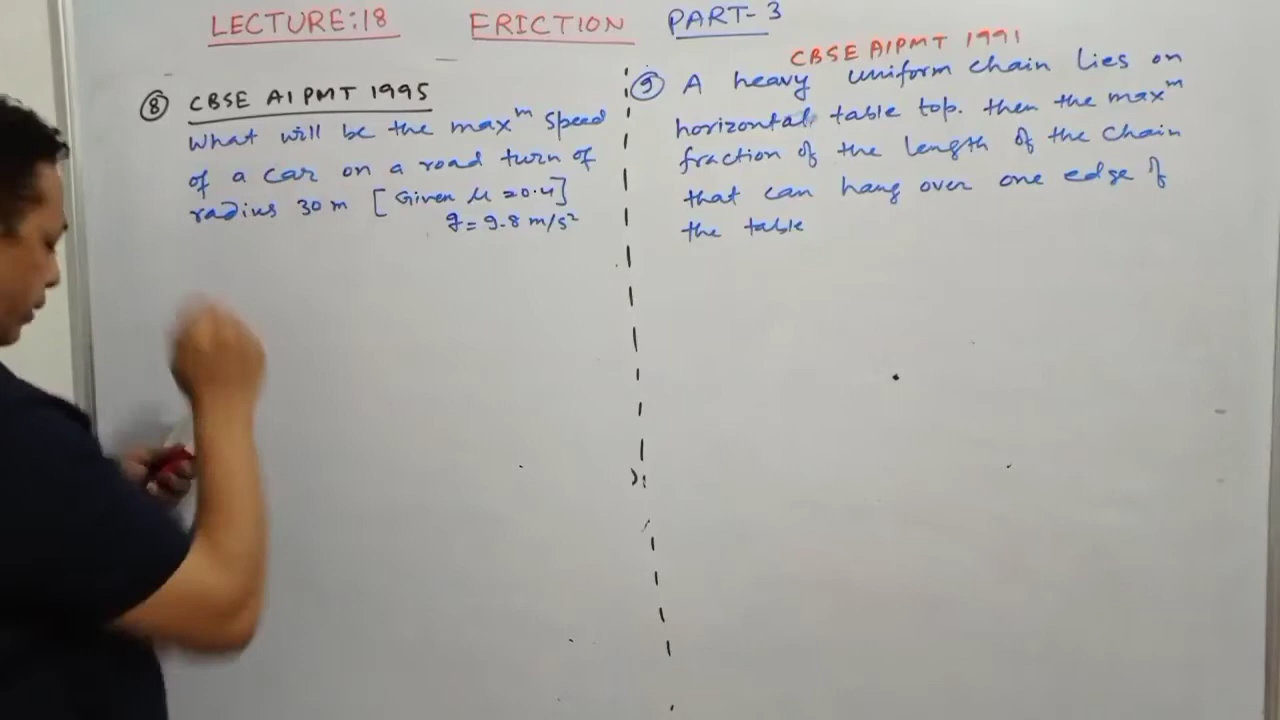 LECTURE:18 FRICTION PART-3
⑧ CBSE AIPMT 1995
What will be the maxᵐ speed
of a car on a road turn of
radius 30 m [Given μ = 0.4]
g = 9.8 m/s²
CBSE AIPMT 1991
⑨ A heavy uniform chain lies on
horizontal table top. then the maxᵐ
fraction of the length of the chain
that can hang over one edge of
the table